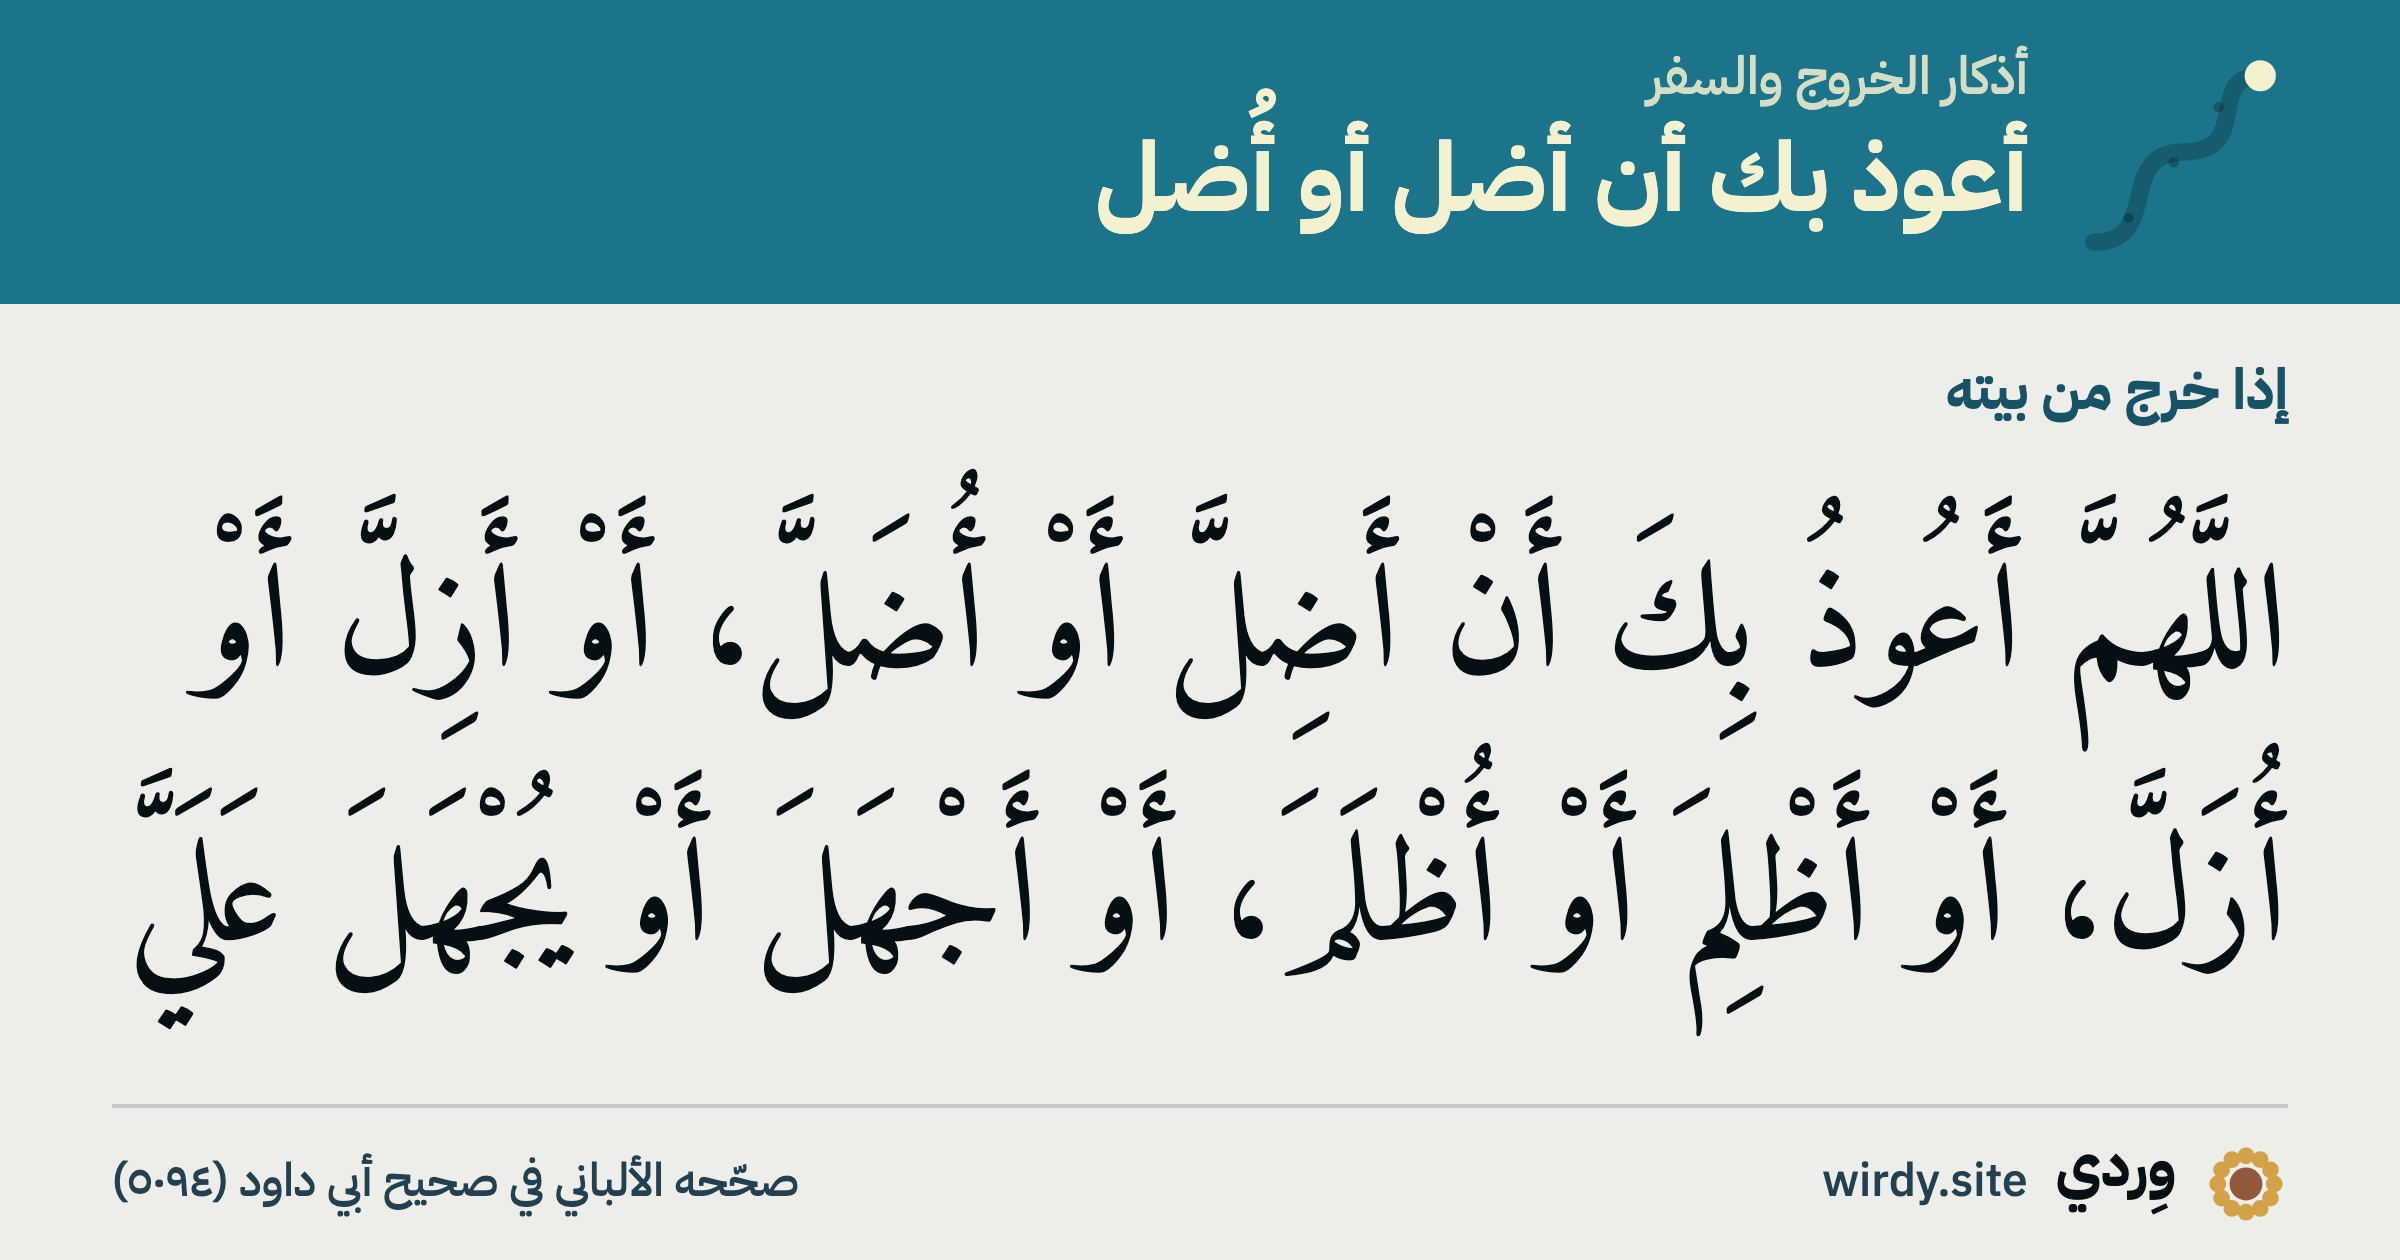 أذكار الخروج والسفر
أعوذ بك أن أضل أو أُضل
إذا خرج من بيته
اللَّهُمَّ أَعُوذُ بِكَ أَنْ أَضِلَّ أَوْ أُضَلَّ، أَوْ أَزِلَّ أَوْ
أُزَلَّ، أَوْ أَظْلِمَ أَوْ أُظْلَمَ، أَوْ أَجْهَلَ أَوْ يُجْهَلَ عَلَيَّ
وِردي wirdy.site
صحّحه الألباني في صحيح أبي داود (٥٠٩٤)